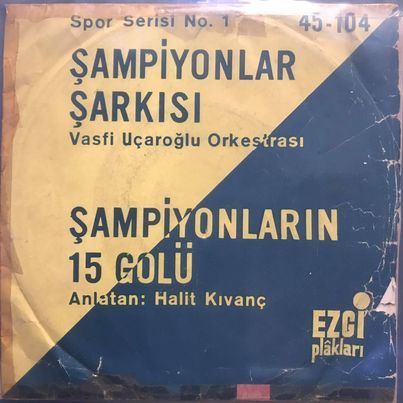 Spor Serisi No. 1 45-104
ŞAMPİYONLAR
ŞARKISI
Vasfi Uçaroğlu Orkestrası
ŞAMPİYONLARIN
15 GOLÜ
Anlatan: Halit Kıvanç
EZGİ
plâkları